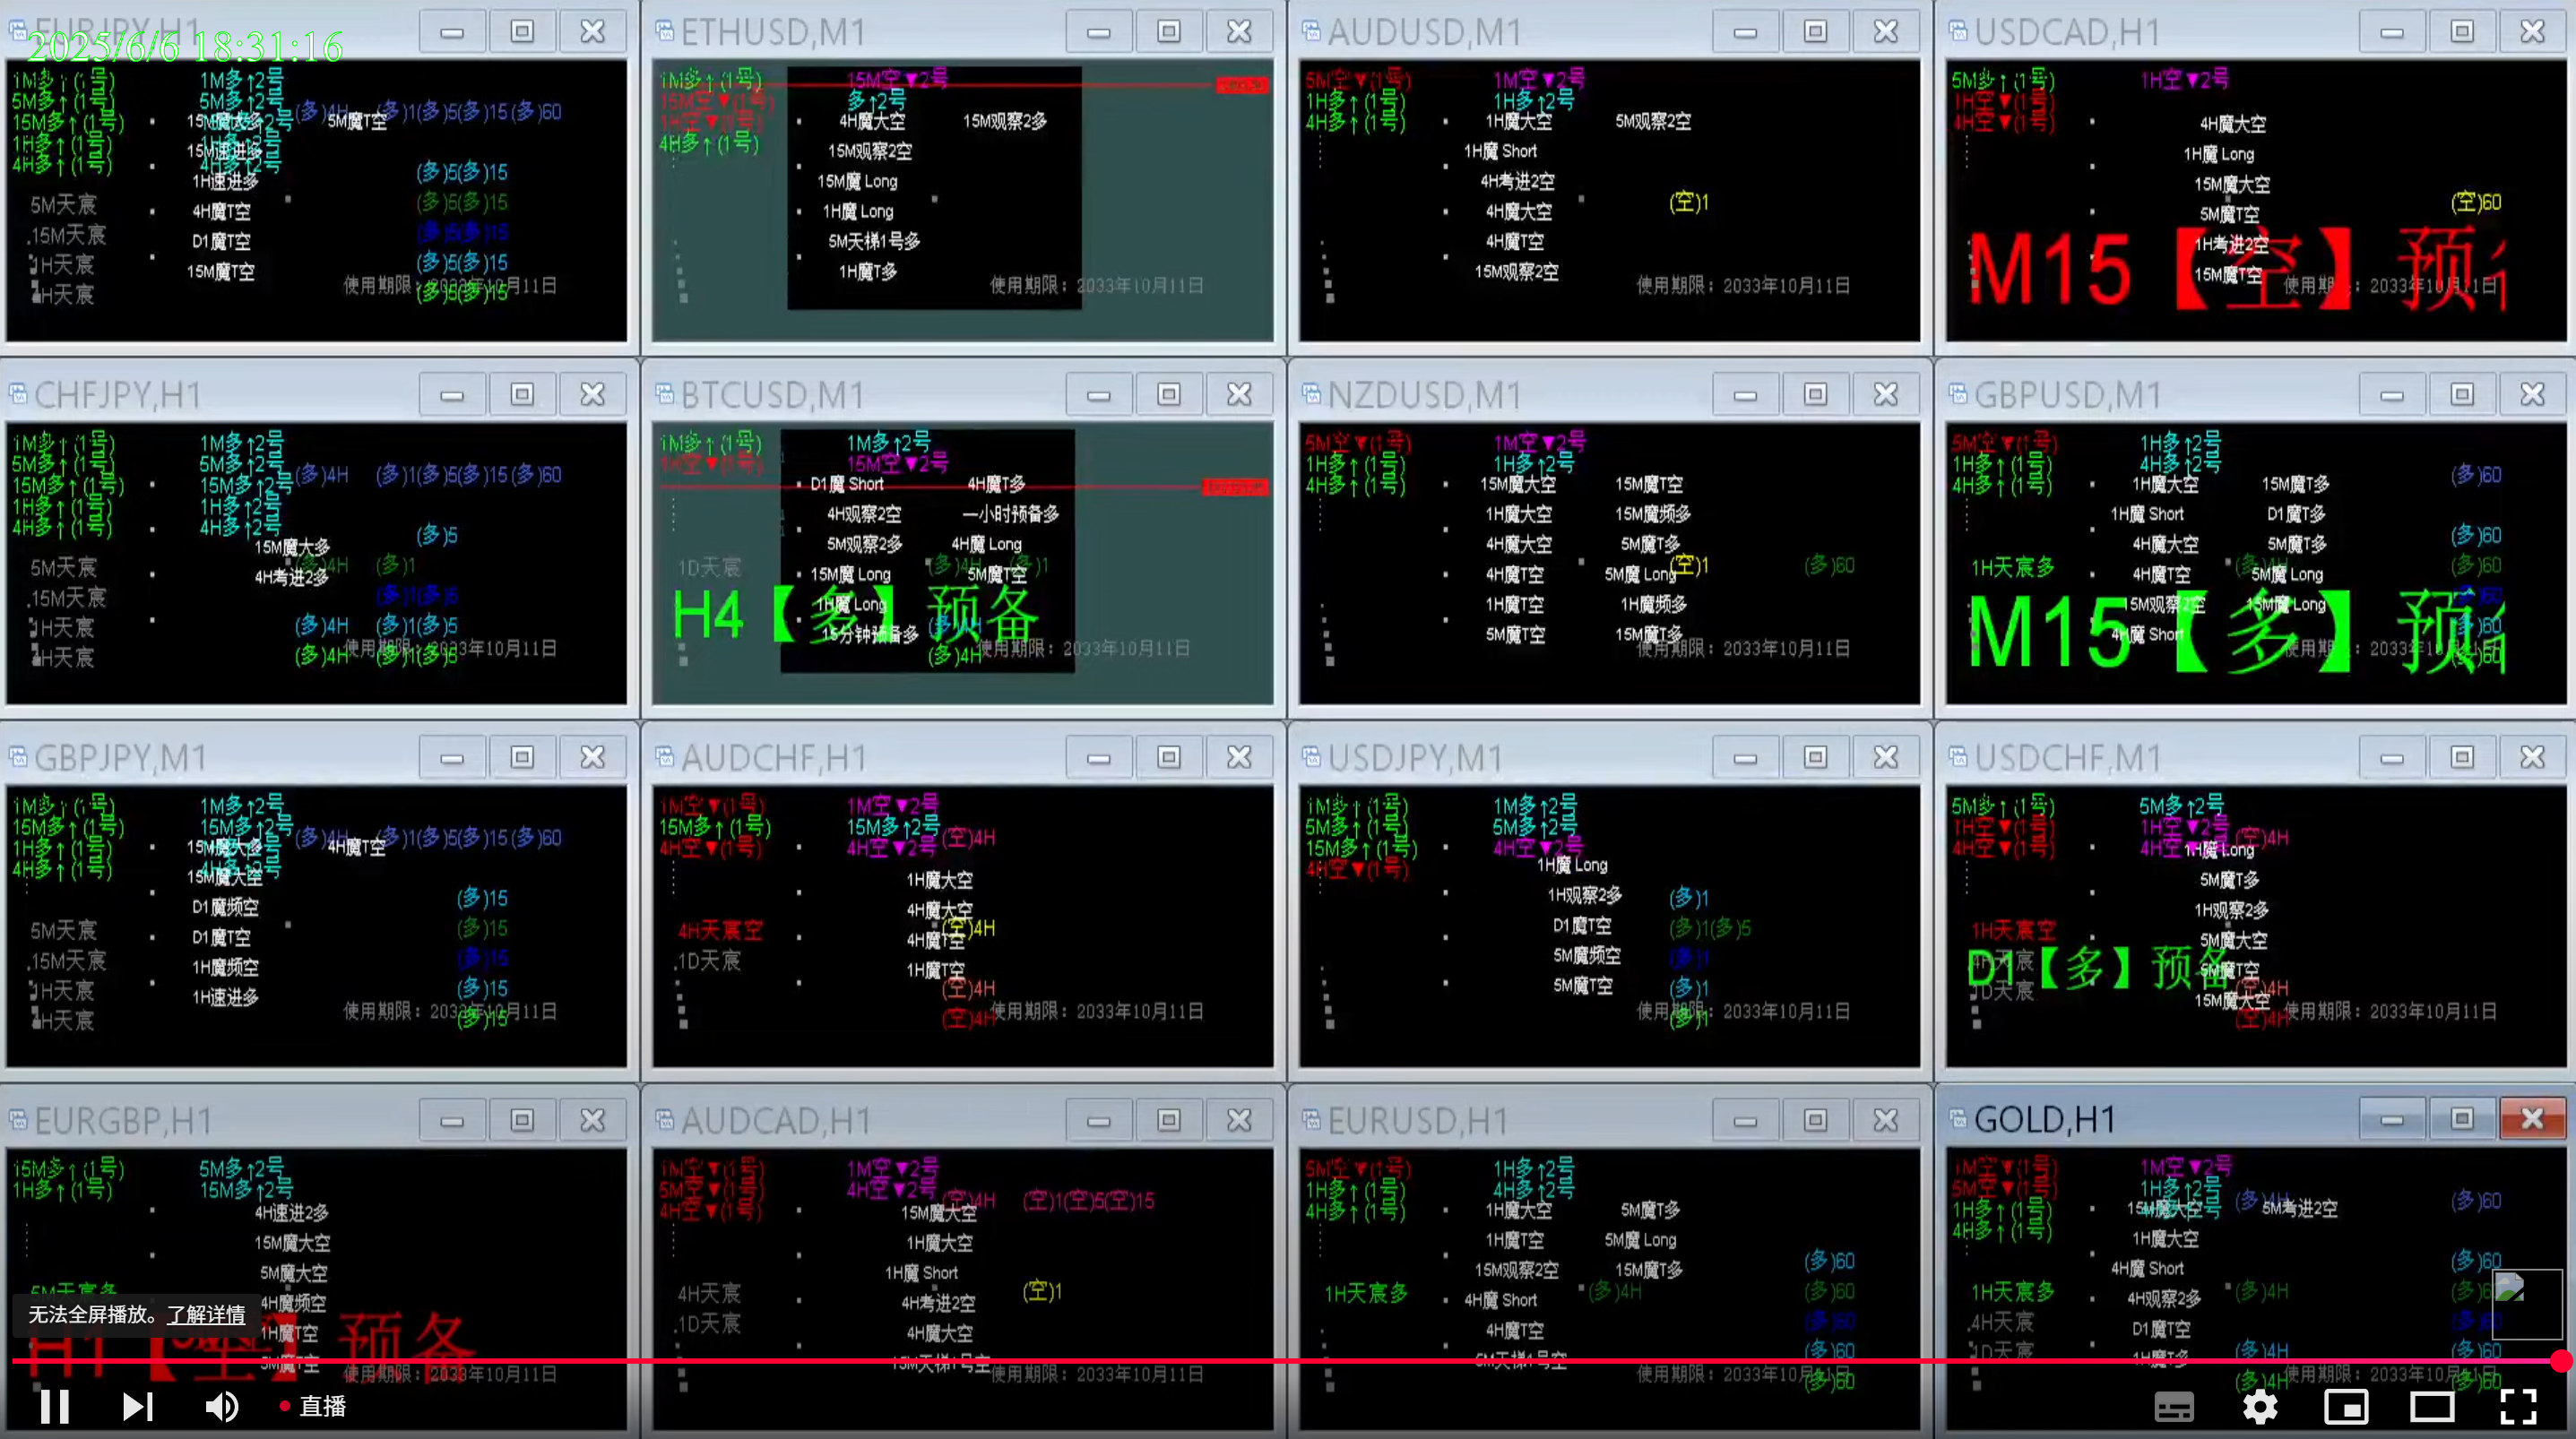 EURJPY,H1
2025/6/6 18:31:16
1M多↑(1号) 1M多↑2号
5M多↑(1号) 5M多↑2号
15M多↑(1号) (多)4H (多)1(多)5(多)15(多)60
1H多↑(1号) 15M魔大多 5M魔T空
4H多↑(1号) 15M速进多
1H速进多 (多)5(多)15
5M天宸 4H魔T空 (多)5(多)15
.15M天宸 D1魔T空 (多)5(多)15
1H天宸 15M魔T空 (多)5(多)15
4H天宸 使用期限：2033年10月11日
(多)5(多)15
ETHUSD,M1
1M多↑(1号) 15M空▼2号
15M空▼(1号) 多↑2号
1H空▼(1号) 4H魔大空 15M观察2多
4H多↑(1号) 15M观察2空
15M魔 Long
1H魔 Long
5M天梯1号多
1H魔T多
使用期限：2033年10月11日
AUDUSD,M1
5M空▼(1号) 1M空▼2号
1H多↑(1号) 1H多↑2号
4H多↑(1号) 1H魔大空 5M观察2空
1H魔 Short
4H考进2空
4H魔大空 (空)1
4H魔T空
15M观察2空
使用期限：2033年10月11日
USDCAD,H1
5M多↑(1号) 1H空▼2号
1H空▼(1号)
4H空▼(1号) 4H魔大空
1H魔 Long
15M魔大空
5M魔T空 (空)60
1H考进2空
M15【空】预
15M魔T空
使用期限：2033年10月11日
CHFJPY,H1
1M多↑(1号) 1M多↑2号
5M多↑(1号) 5M多↑2号
15M多↑(1号) 15M多↑2号 (多)4H (多)1(多)5(多)15(多)60
1H多↑(1号) 1H多↑2号
4H多↑(1号) 4H多↑2号 (多)5
15M魔大多
5M天宸 4H考进2多 (多)4H (多)1
.15M天宸 (多)1(多)5
1H天宸 (多)4H (多)1(多)5
4H天宸 使用期限：2033年10月11日
(多)4H (多)1(多)5
BTCUSD,M1
1M多↑(1号) 1M多↑2号
1H空▼(1号) 15M空▼2号
D1魔 Short 4H魔T多
4H观察2空 一小时预备多
5M观察2多 4H魔 Long
1D天宸 15M魔 Long 5M魔T空 (多)4H (多)1
1H魔 Long
H4【多】预备
15分钟预备多
使用期限：2033年10月11日
(多)4H
NZDUSD,M1
5M空▼(1号) 1M空▼2号
1H多↑(1号) 1H多↑2号
4H多↑(1号) 15M魔大空 15M魔T空
1H魔大空 15M魔频多
4H魔大空 5M魔T多
4H魔T空 5M魔 Long (空)1 (多)60
1H魔T空 1H魔频多
5M魔T空 15M魔T多
使用期限：2033年10月11日
GBPUSD,M1
5M空▼(1号) 1H多↑2号
1H多↑(1号) 4H多↑2号 (多)60
4H多↑(1号) 1H魔大空 15M魔T多
1H魔 Short D1魔T多 (多)60
4H魔大空 5M魔T多
1H天宸多 4H魔T空 5M魔 Long (多)60
15M观察2空 15M魔 Long
M15【多】预
4H魔 Short (多)60
(多)60
GBPJPY,M1
1M多↑(1号) 1M多↑2号
15M多↑(1号) 15M多↑2号 (多)4H (多)1(多)5(多)15(多)60
1H多↑(1号) 15M魔大多 4H魔T空
4H多↑(1号) 15M魔大空
D1魔频空 (多)15
5M天宸 D1魔T空 (多)15
.15M天宸 1H魔频空 (多)15
1H天宸 1H速进多 (多)15
4H天宸 使用期限：2033年10月11日
(多)15
AUDCHF,H1
1M空▼(1号) 1M空▼2号
15M多↑(1号) 15M多↑2号 (空)4H
4H空▼(1号) 4H空▼2号
1H魔大空
4H魔大空
4H天宸空 4H魔T空 (空)4H
.1D天宸 1H魔T空
(空)4H
(空)4H 使用期限：2033年10月11日
USDJPY,M1
1M多↑(1号) 1M多↑2号
5M多↑(1号) 5M多↑2号
15M多↑(1号) 4H空▼2号
4H空▼(1号) 1H魔 Long
1H观察2多 (多)1
D1魔T空 (多)1(多)5
5M魔频空 (多)1
5M魔T空 (多)1
使用期限：2033年10月11日
(多)1
USDCHF,M1
5M多↑(1号) 5M多↑2号
1H空▼(1号) 1H空▼2号 (空)4H
4H空▼(1号) 4H空▼2号 1H魔 Long
5M魔T多
1H观察2多
1H天宸空 5M魔大空
4H天宸 5M魔T空
D1【多】预备
1D天宸 15M魔大空 (空)4H
(空)4H 使用期限：2033年10月11日
EURGBP,H1
15M多↑(1号) 5M多↑2号
1H多↑(1号) 15M多↑2号
4H速进2多
15M魔大空
5M魔大空
5M天宸多 4H魔频空
1H魔T空
H1【空】预备
5M魔T空 使用期限：2033年10月11日
AUDCAD,H1
1M空▼(1号) 1M空▼2号
5M空▼(1号) 4H空▼2号 (空)4H (空)1(空)5(空)15
4H空▼(1号) 15M魔大空
1H魔大空
1H魔 Short
4H天宸 4H考进2空 (空)1
.1D天宸 4H魔大空
15M天梯1号空 使用期限：2033年10月11日
EURUSD,H1
5M空▼(1号) 1H多↑2号
1H多↑(1号) 4H多↑2号
4H多↑(1号) 1H魔大空 5M魔T多
1H魔T空 5M魔 Long
15M观察2空 15M魔T多 (多)60
1H天宸多 4H魔 Short (多)4H (多)60
4H魔T空 (多)60
5M天梯1号空 (多)60
使用期限：2033年10月11日
(多)60
GOLD,H1
1M空▼(1号) 1M空▼2号
5M空▼(1号) 1H多↑2号 (多)4H (多)60
1H多↑(1号) 15M魔大空 5M考进2空
4H多↑(1号) 1H魔大空
4H魔 Short (多)60
1H天宸多 4H观察2多 (多)4H
.4H天宸 D1魔T空
1D天宸 1H魔T多 (多)4H (多)60
使用期限：2033年10月11日
(多)4H (多)60
无法全屏播放。了解详情
直播